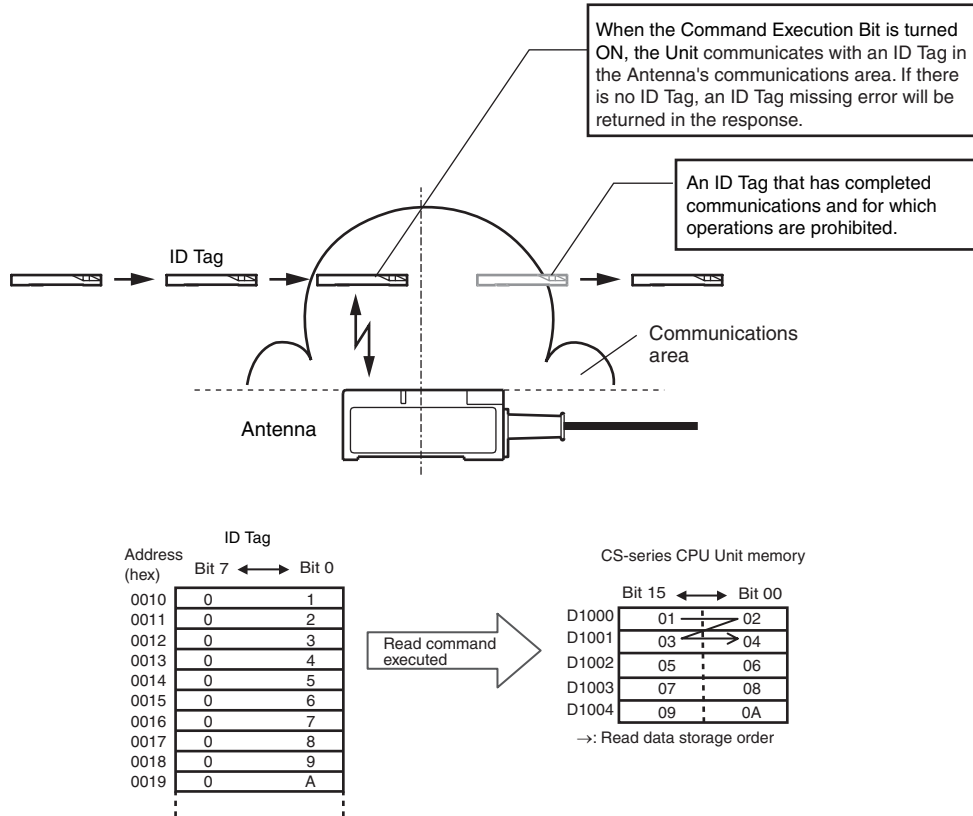 When the Command Execution Bit is turned
ON, the Unit communicates with an ID Tag in
the Antenna's communications area. If there
is no ID Tag, an ID Tag missing error will be
returned in the response.
An ID Tag that has completed
communications and for which
operations are prohibited.
ID Tag
Communications
area
Antenna
ID Tag
Address
(hex)
Bit 7 Bit 0
0010 0 1
0011 0 2
0012 0 3
0013 0 4
0014 0 5
0015 0 6
0016 0 7
0017 0 8
0018 0 9
0019 0 A
Read command
executed
CS-series CPU Unit memory
Bit 15 Bit 00
D1000 01 02
D1001 03 04
D1002 05 06
D1003 07 08
D1004 09 0A
→: Read data storage order